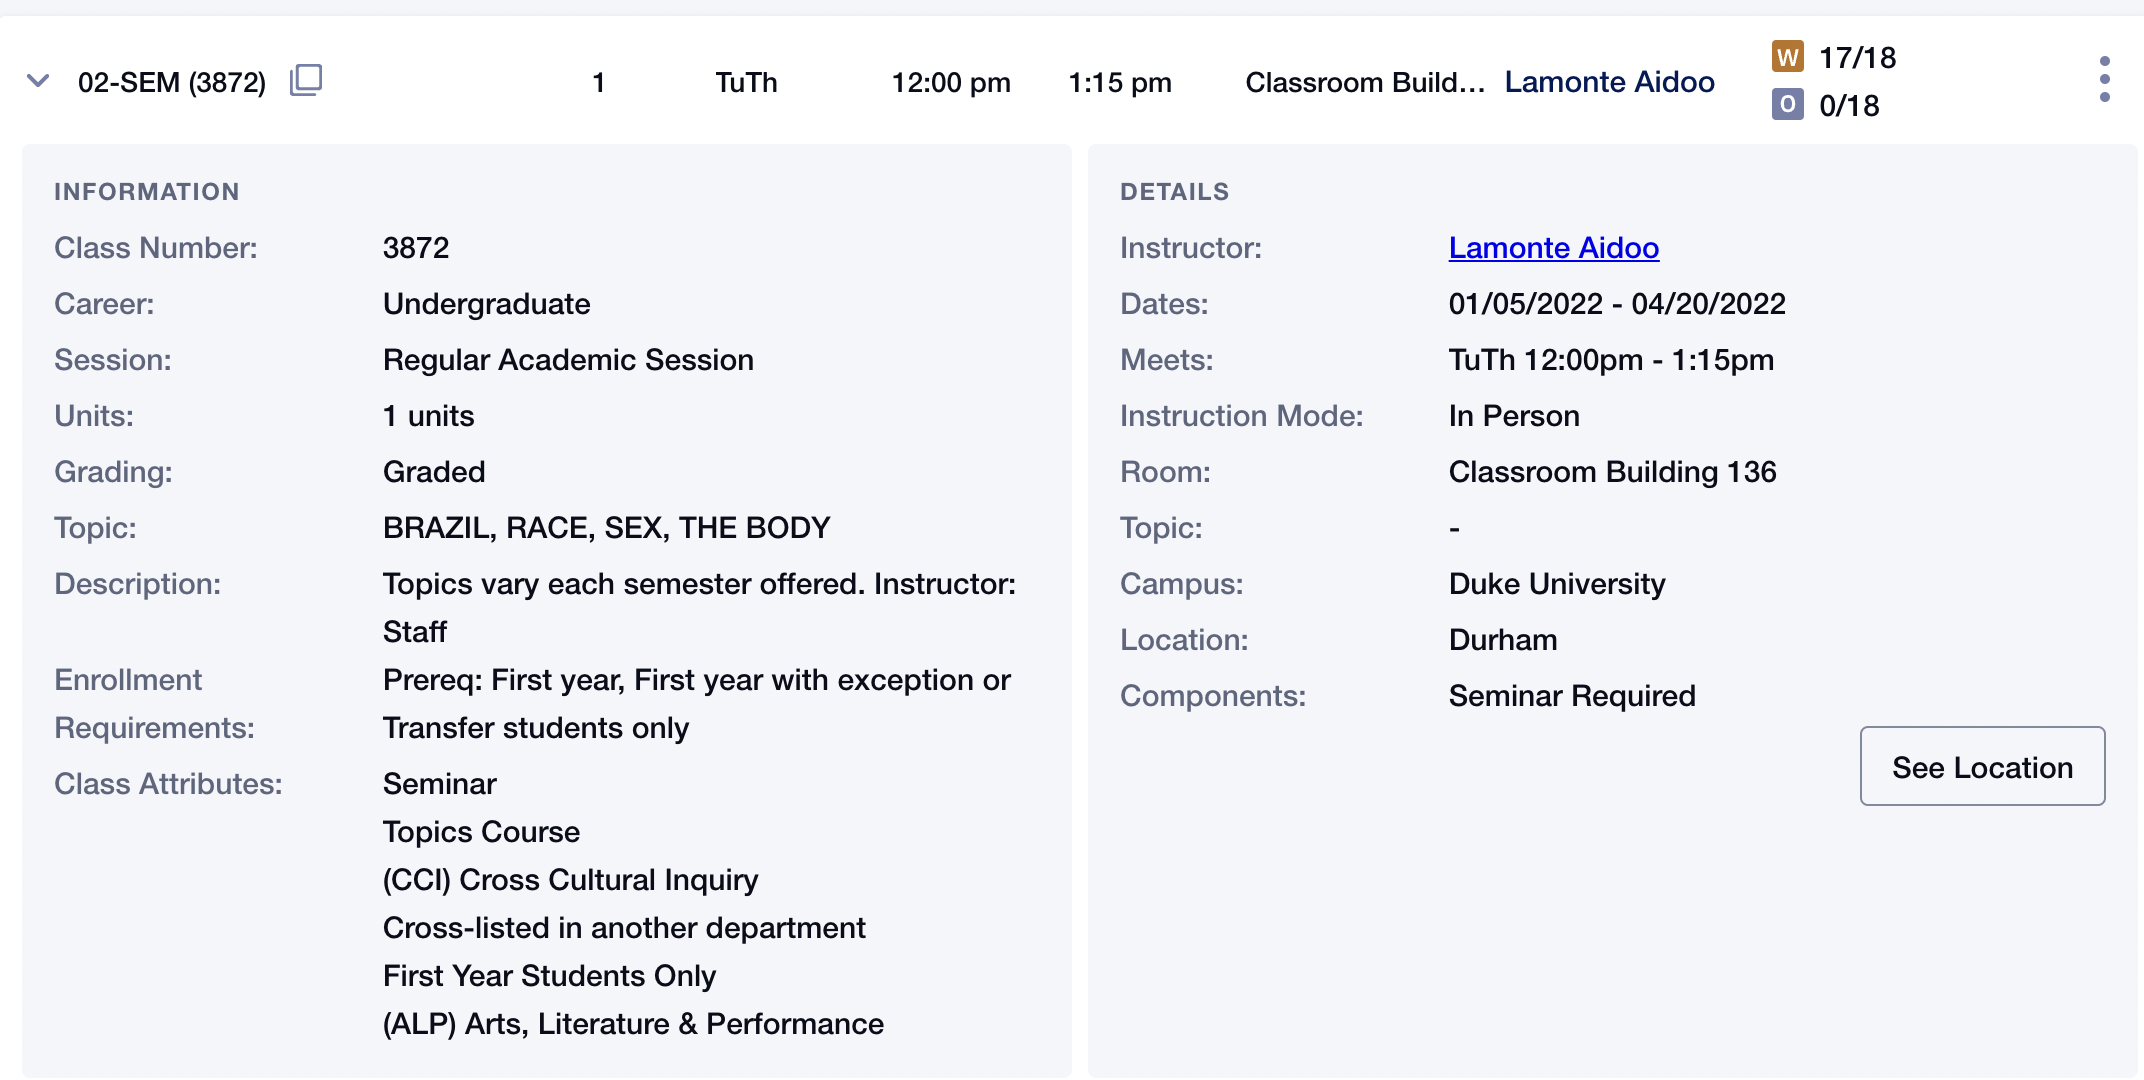 02-SEM (3872) 1 TuTh 12:00 pm 1:15 pm Classroom Build... Lamonte Aidoo W 17/18
O 0/18
INFORMATION
Class Number: 3872
Career: Undergraduate
Session: Regular Academic Session
Units: 1 units
Grading: Graded
Topic: BRAZIL, RACE, SEX, THE BODY
Description: Topics vary each semester offered. Instructor:
Staff
Enrollment Prereq: First year, First year with exception or
Requirements: Transfer students only
Class Attributes: Seminar
Topics Course
(CCI) Cross Cultural Inquiry
Cross-listed in another department
First Year Students Only
(ALP) Arts, Literature & Performance
DETAILS
Instructor: Lamonte Aidoo
Dates: 01/05/2022 - 04/20/2022
Meets: TuTh 12:00pm - 1:15pm
Instruction Mode: In Person
Room: Classroom Building 136
Topic: -
Campus: Duke University
Location: Durham
Components: Seminar Required
See Location